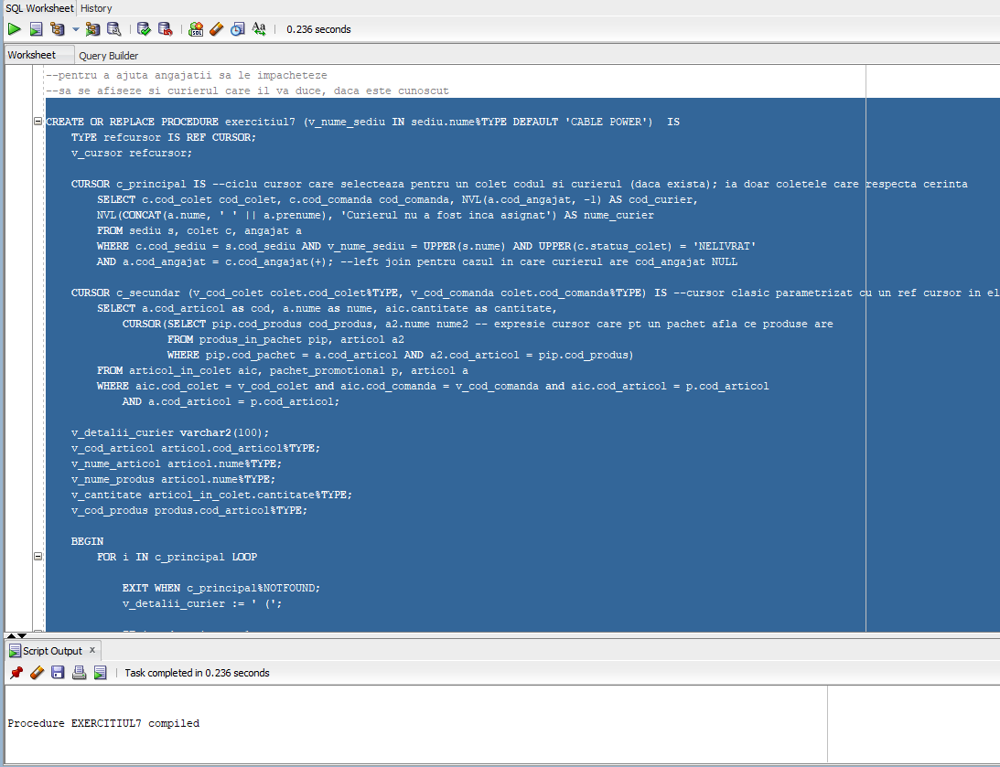 SQL Worksheet History
0.236 seconds
Worksheet Query Builder
--pentru a ajuta angajatii sa le impacheteze
--sa se afiseze si curierul care il va duce, daca este cunoscut
CREATE OR REPLACE PROCEDURE exercitiul7 (v_nume_sediu IN sediu.nume%TYPE DEFAULT 'CABLE POWER')  IS
TYPE refcursor IS REF CURSOR;
v_cursor refcursor;
CURSOR c_principal IS --ciclu cursor care selecteaza pentru un colet codul si curierul (daca exista); ia doar coletele care respecta cerinta
SELECT c.cod_colet cod_colet, c.cod_comanda cod_comanda, NVL(a.cod_angajat, -1) AS cod_curier,
NVL(CONCAT(a.nume, ' ' || a.prenume), 'Curierul nu a fost inca asignat') AS nume_curier
FROM sediu s, colet c, angajat a
WHERE c.cod_sediu = s.cod_sediu AND v_nume_sediu = UPPER(s.nume) AND UPPER(c.status_colet) = 'NELIVRAT'
AND a.cod_angajat = c.cod_angajat(+); --left join pentru cazul in care curierul are cod_angajat NULL
CURSOR c_secundar (v_cod_colet colet.cod_colet%TYPE, v_cod_comanda colet.cod_comanda%TYPE) IS --cursor clasic parametrizat cu un ref cursor in el
SELECT a.cod_articol as cod, a.nume as nume, aic.cantitate as cantitate,
CURSOR(SELECT pip.cod_produs cod_produs, a2.nume nume2 -- expresie cursor care pt un pachet afla ce produse are
FROM produs_in_pachet pip, articol a2
WHERE pip.cod_pachet = a.cod_articol AND a2.cod_articol = pip.cod_produs)
FROM articol_in_colet aic, pachet_promotional p, articol a
WHERE aic.cod_colet = v_cod_colet and aic.cod_comanda = v_cod_comanda and aic.cod_articol = p.cod_articol
AND a.cod_articol = p.cod_articol;
v_detalii_curier varchar2(100);
v_cod_articol articol.cod_articol%TYPE;
v_nume_articol articol.nume%TYPE;
v_nume_produs articol.nume%TYPE;
v_cantitate articol_in_colet.cantitate%TYPE;
v_cod_produs produs.cod_articol%TYPE;
BEGIN
FOR i IN c_principal LOOP
EXIT WHEN c_principal%NOTFOUND;
v_detalii_curier := ' (';
Script Output x
Task completed in 0.236 seconds
Procedure EXERCITIUL7 compiled